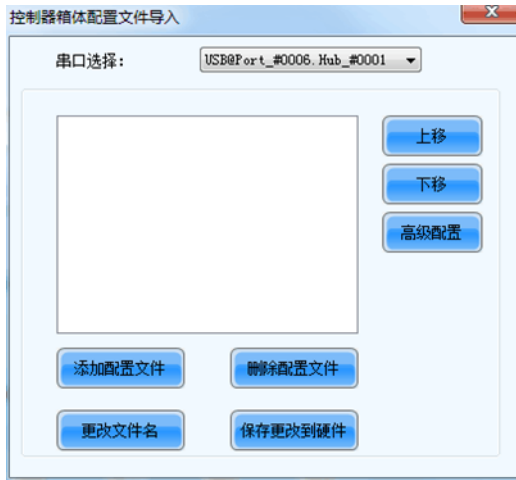 控制器箱体配置文件导入
串口选择： USB@Port_#0006.Hub_#0001
上移
下移
高级配置
添加配置文件 删除配置文件
更改文件名 保存更改到硬件